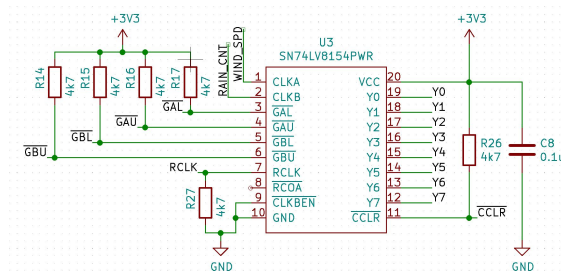 +3V3
+3V3
U3
SN74LV8154PWR
R14
4k7
R15
4k7
R16
4k7
R17
4k7
RAIN_CNT
WIND_SPD
GAL
GAU
GBL
GBU
RCLK
R27
4k7
1 CLKA
2 CLKB
3 GAL
4 GAU
5 GBL
6 GBU
7 RCLK
8 RCOA
9 CLKBEN
10 GND
VCC 20
Y0 19 Y0
Y1 18 Y1
Y2 17 Y2
Y3 16 Y3
Y4 15 Y4
Y5 14 Y5
Y6 13 Y6
Y7 12 Y7
CCLR 11 CCLR
R26
4k7
C8
0.1u
GND
GND